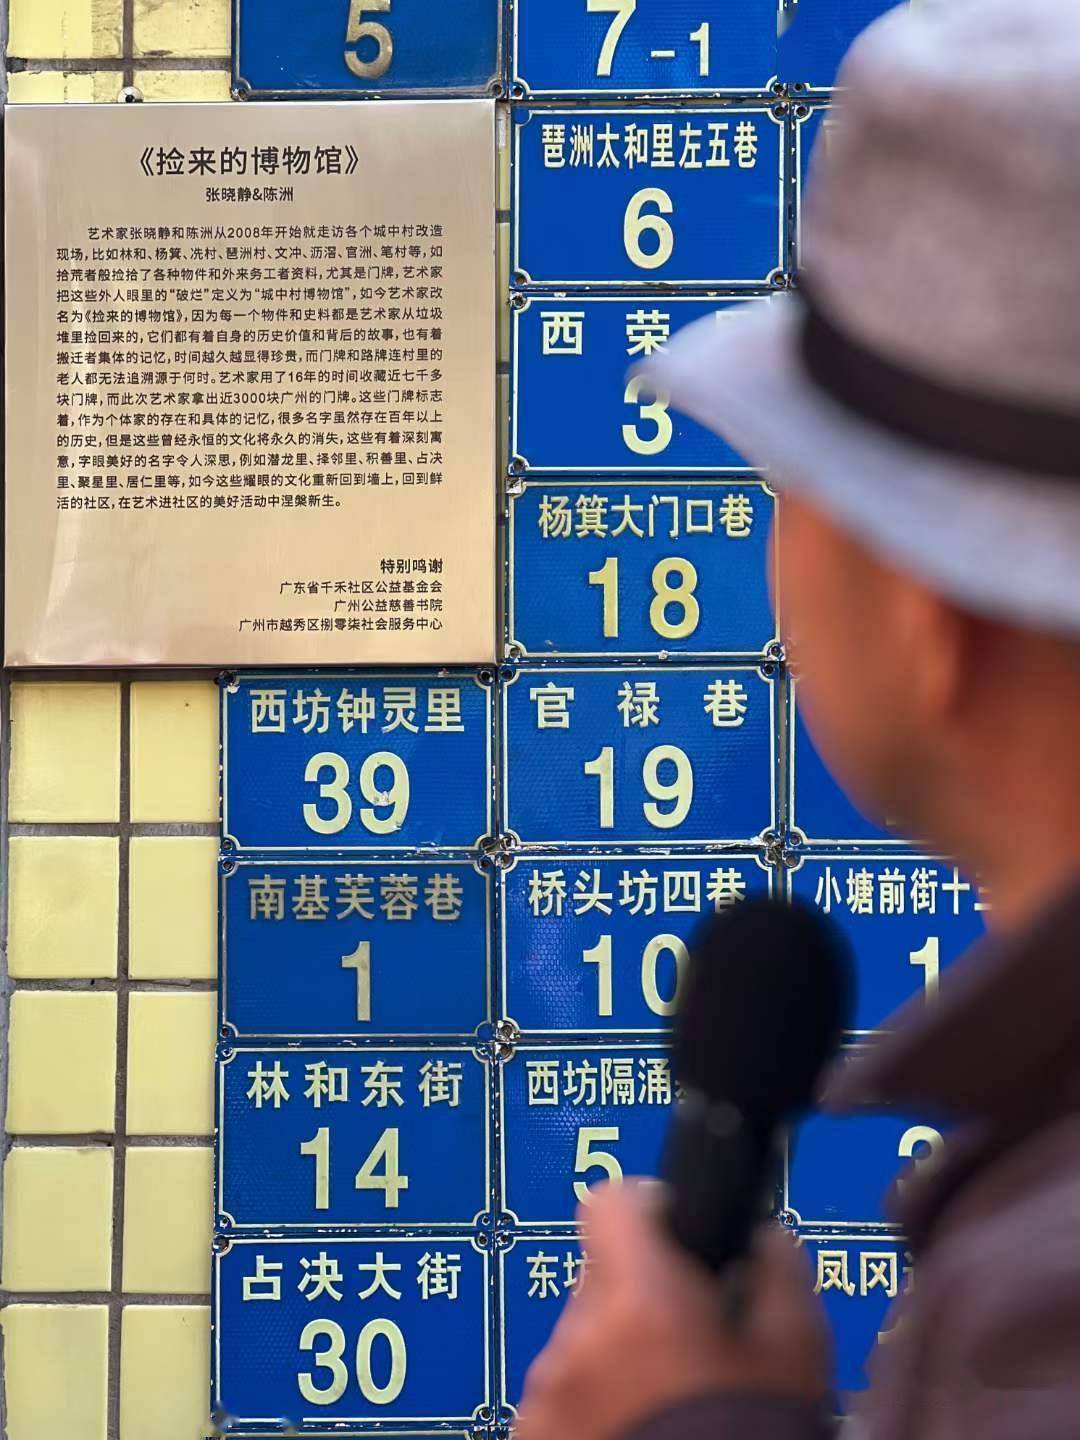 5
7-1
《捡来的博物馆》
张晓静&陈洲
艺术家张晓静和陈洲从2008年开始就走访各个城中村改造
现场，比如林和、杨箕、冼村、琶洲村、文冲、沥滘、官洲、笔村等，如
拾荒者般捡拾了各种物件和外来务工者资料，尤其是门牌，艺术家
把这些外人眼里的“破烂”定义为“城中村博物馆”，如今艺术家改
名为《捡来的博物馆》，因为每一个物件和史料都是艺术家从垃圾
堆里捡回来的，它们都有着自身的历史价值和背后的故事，也有着
搬迁者集体的记忆，时间越久越显得珍贵，而门牌和路牌连村里的
老人都无法追溯源于何时。艺术家用了16年的时间收藏近七千多
块门牌，而此次艺术家拿出近3000块广州的门牌。这些门牌标志
着，作为个体家的存在和具体的记忆，很多名字虽然存在百年以上
的历史，但是这些曾经永恒的文化将永久的消失，这些有着深刻寓
意，字眼美好的名字令人深思，例如潜龙里、择邻里、积善里、占决
里、聚星里、居仁里等，如今这些耀眼的文化重新回到墙上，回到鲜
活的社区，在艺术进社区的美好活动中涅槃新生。
特别鸣谢
广东省千禾社区公益基金会
广州公益慈善书院
广州市越秀区捌零柒社会服务中心
琶洲太和里左五巷
6
西荣
3
杨箕大门口巷
18
西坊钟灵里
39
官禄巷
19
南基芙蓉巷
1
桥头坊四巷
10
小塘前街十
1
林和东街
14
西坊隔涌
5
3
占决大街
30
东坊
凤冈